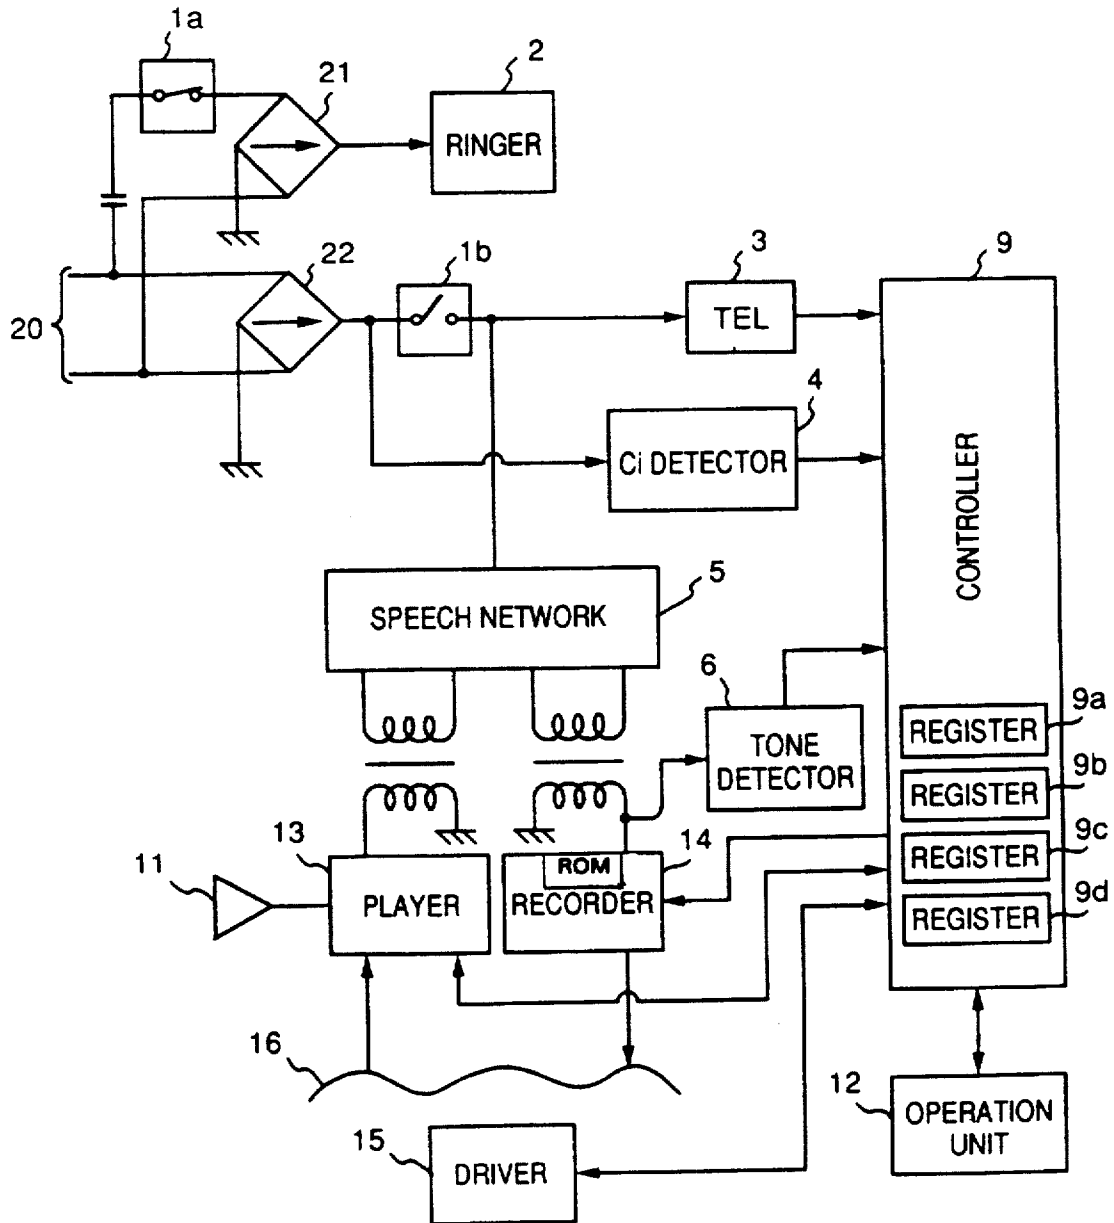 1a
21
2
RINGER
22
1b
3
9
20
TEL
4
Ci DETECTOR
CONTROLLER
5
SPEECH NETWORK
6
TONE
DETECTOR
9a
REGISTER
9b
REGISTER
9c
REGISTER
9d
REGISTER
13
14
11
PLAYER
ROM
RECORDER
16
12
OPERATION
UNIT
15
DRIVER